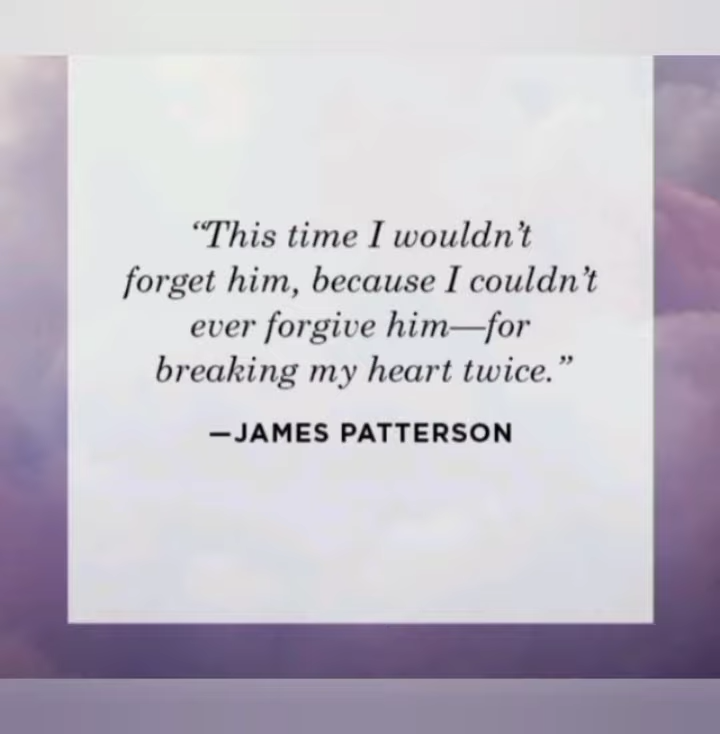 “This time I wouldn’t
forget him, because I couldn’t
ever forgive him—for
breaking my heart twice.”
—JAMES PATTERSON